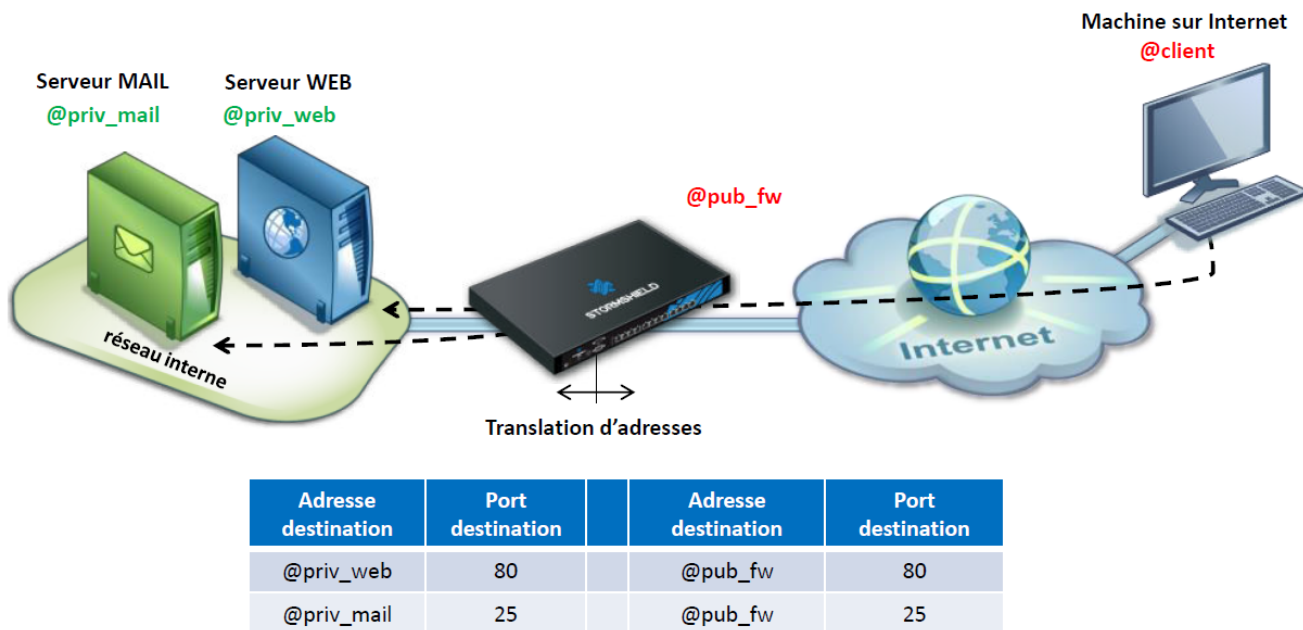 Machine sur Internet
@client
Serveur MAIL
@priv_mail
Serveur WEB
@priv_web
@pub_fw
STORMSHIELD
réseau interne
Internet
Translation d'adresses
Adresse destination Port destination Adresse destination Port destination
@priv_web 80 @pub_fw 80
@priv_mail 25 @pub_fw 25